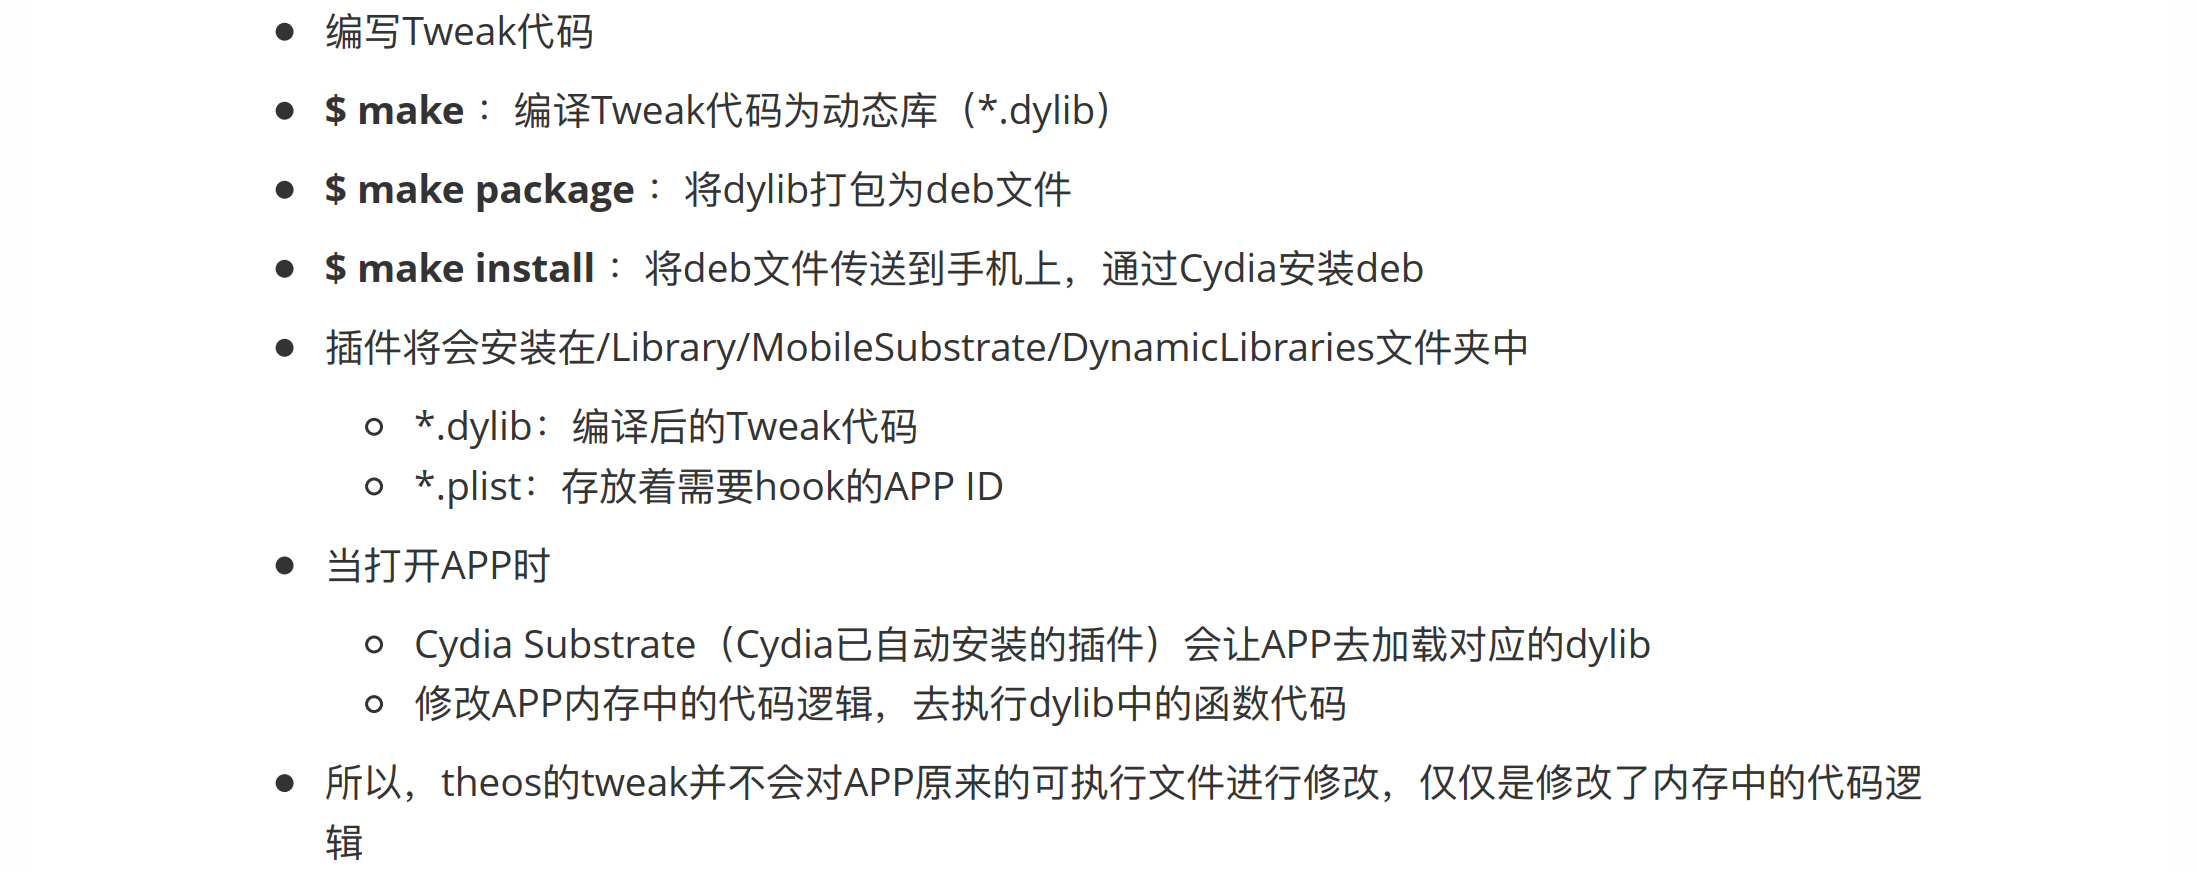 编写Tweak代码
$ make ： 编译Tweak代码为动态库（*.dylib）
$ make package ： 将dylib打包为deb文件
$ make install ： 将deb文件传送到手机上，通过Cydia安装deb
插件将会安装在/Library/MobileSubstrate/DynamicLibraries文件夹中
*.dylib：编译后的Tweak代码
*.plist：存放着需要hook的APP ID
当打开APP时
Cydia Substrate（Cydia已自动安装的插件）会让APP去加载对应的dylib
修改APP内存中的代码逻辑，去执行dylib中的函数代码
所以，theos的tweak并不会对APP原来的可执行文件进行修改，仅仅是修改了内存中的代码逻
辑